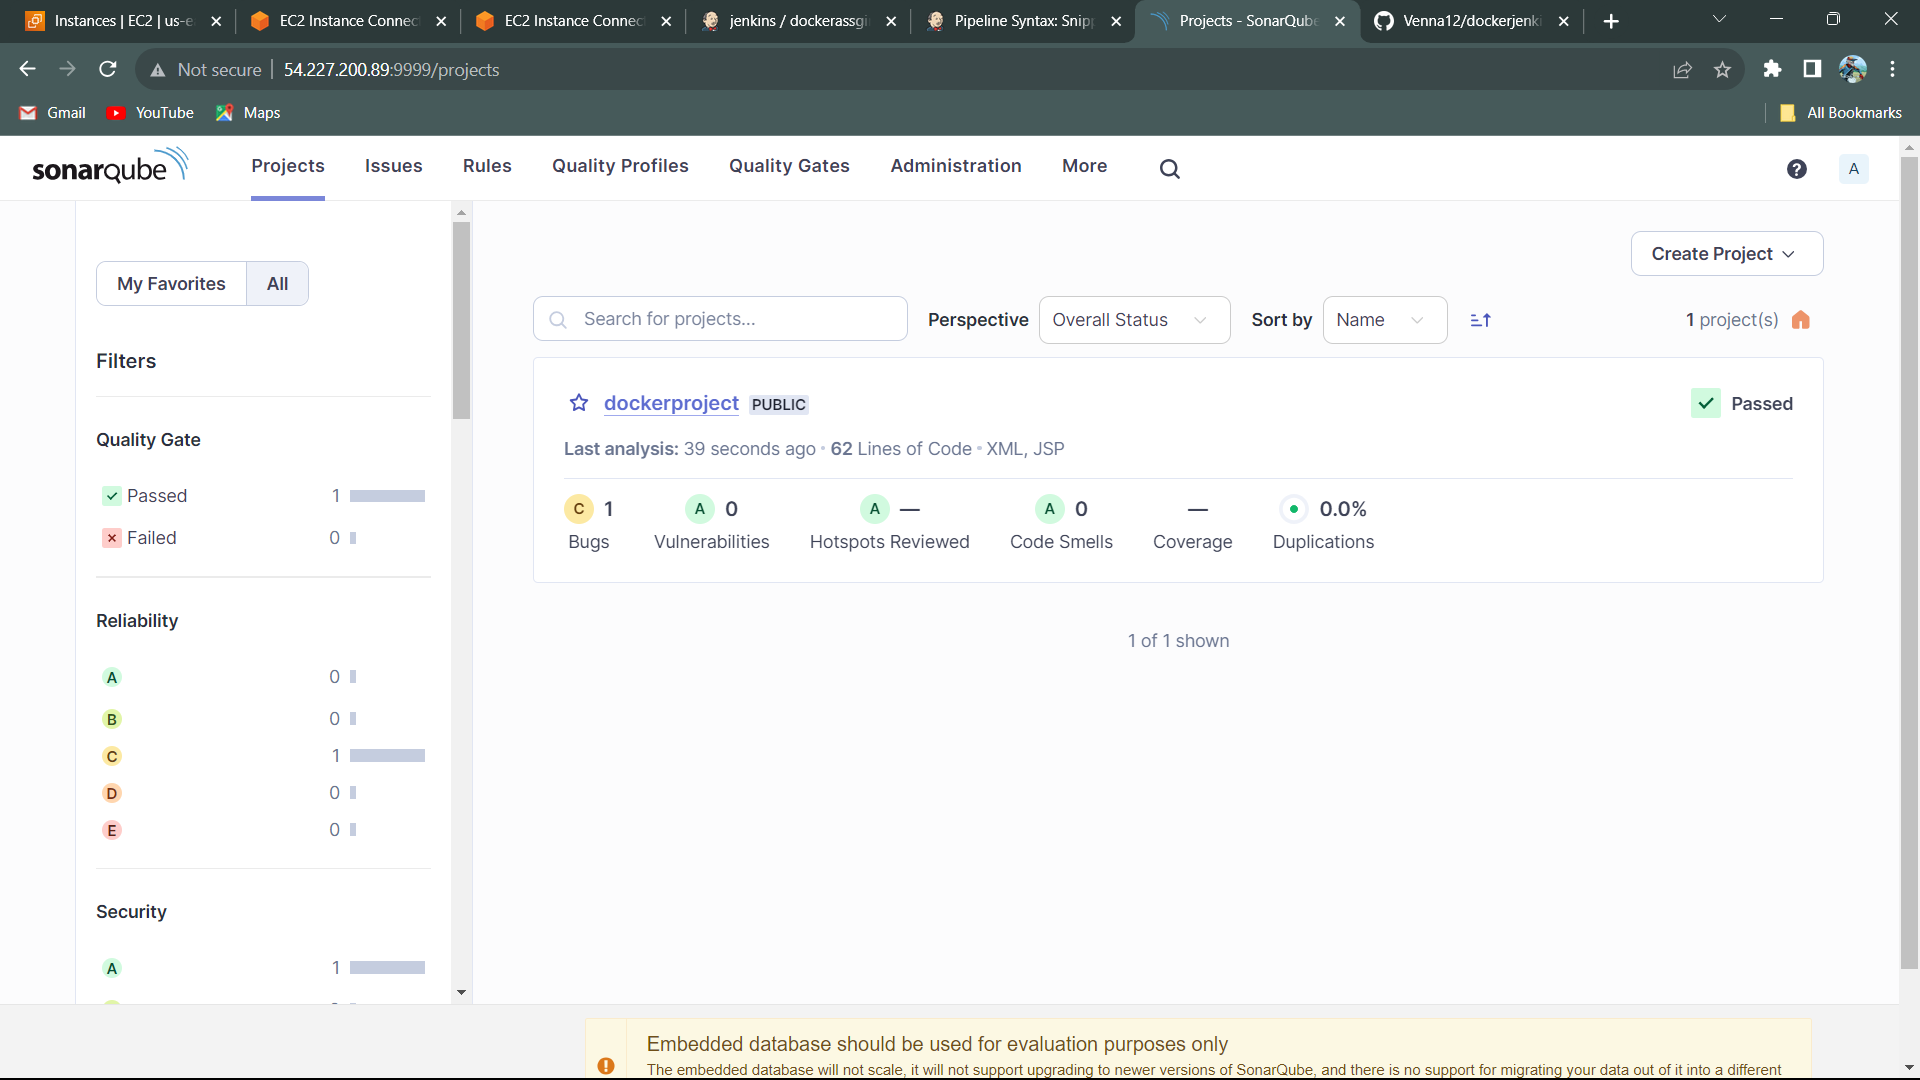 Instances | EC2 | us-e
EC2 Instance Connect
EC2 Instance Connect
jenkins / dockerassgi
Pipeline Syntax: Snipp
Projects - SonarQube
Venna12/dockerjenki
Not secure
54.227.200.89:9999/projects
Gmail
YouTube
Maps
All Bookmarks
sonarqube
Projects
Issues
Rules
Quality Profiles
Quality Gates
Administration
More
A
My Favorites
All
Create Project
Search for projects...
Perspective
Overall Status
Sort by
Name
1 project(s)
Filters
Quality Gate
Passed 1
Failed 0
Reliability
A 0
B 0
C 1
D 0
E 0
Security
A 1
dockerproject PUBLIC
Passed
Last analysis: 39 seconds ago • 62 Lines of Code • XML, JSP
C 1
Bugs
A 0
Vulnerabilities
A —
Hotspots Reviewed
A 0
Code Smells
—
Coverage
0.0%
Duplications
1 of 1 shown
Embedded database should be used for evaluation purposes only
The embedded database will not scale, it will not support upgrading to newer versions of SonarQube, and there is no support for migrating your data out of it into a different